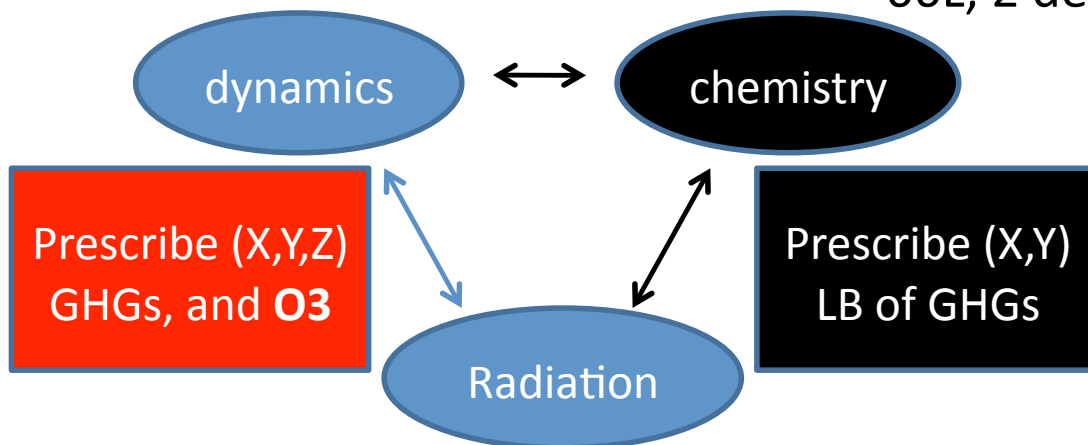 dynamics
chemistry
Prescribe (X,Y,Z)
GHGs, and O3
Prescribe (X,Y)
LB of GHGs
Radiation